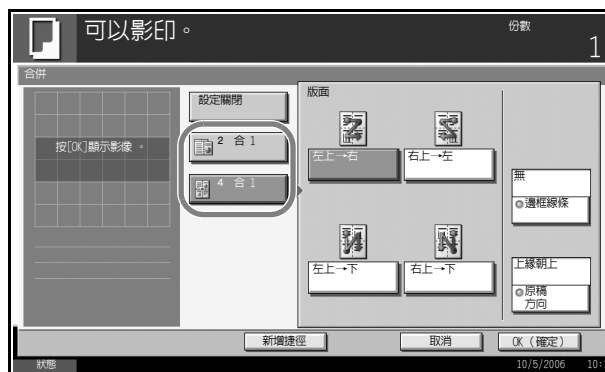 可以影印。
份數
1
合併
按[OK]顯示影像。
設定關閉
2 合 1
4 合 1
版面
左上→右
右上→左
左上→下
右上→下
無
邊框線條
上緣朝上
原稿
方向
新增捷徑
取消
OK（確定）
狀態
10/5/2006
10: